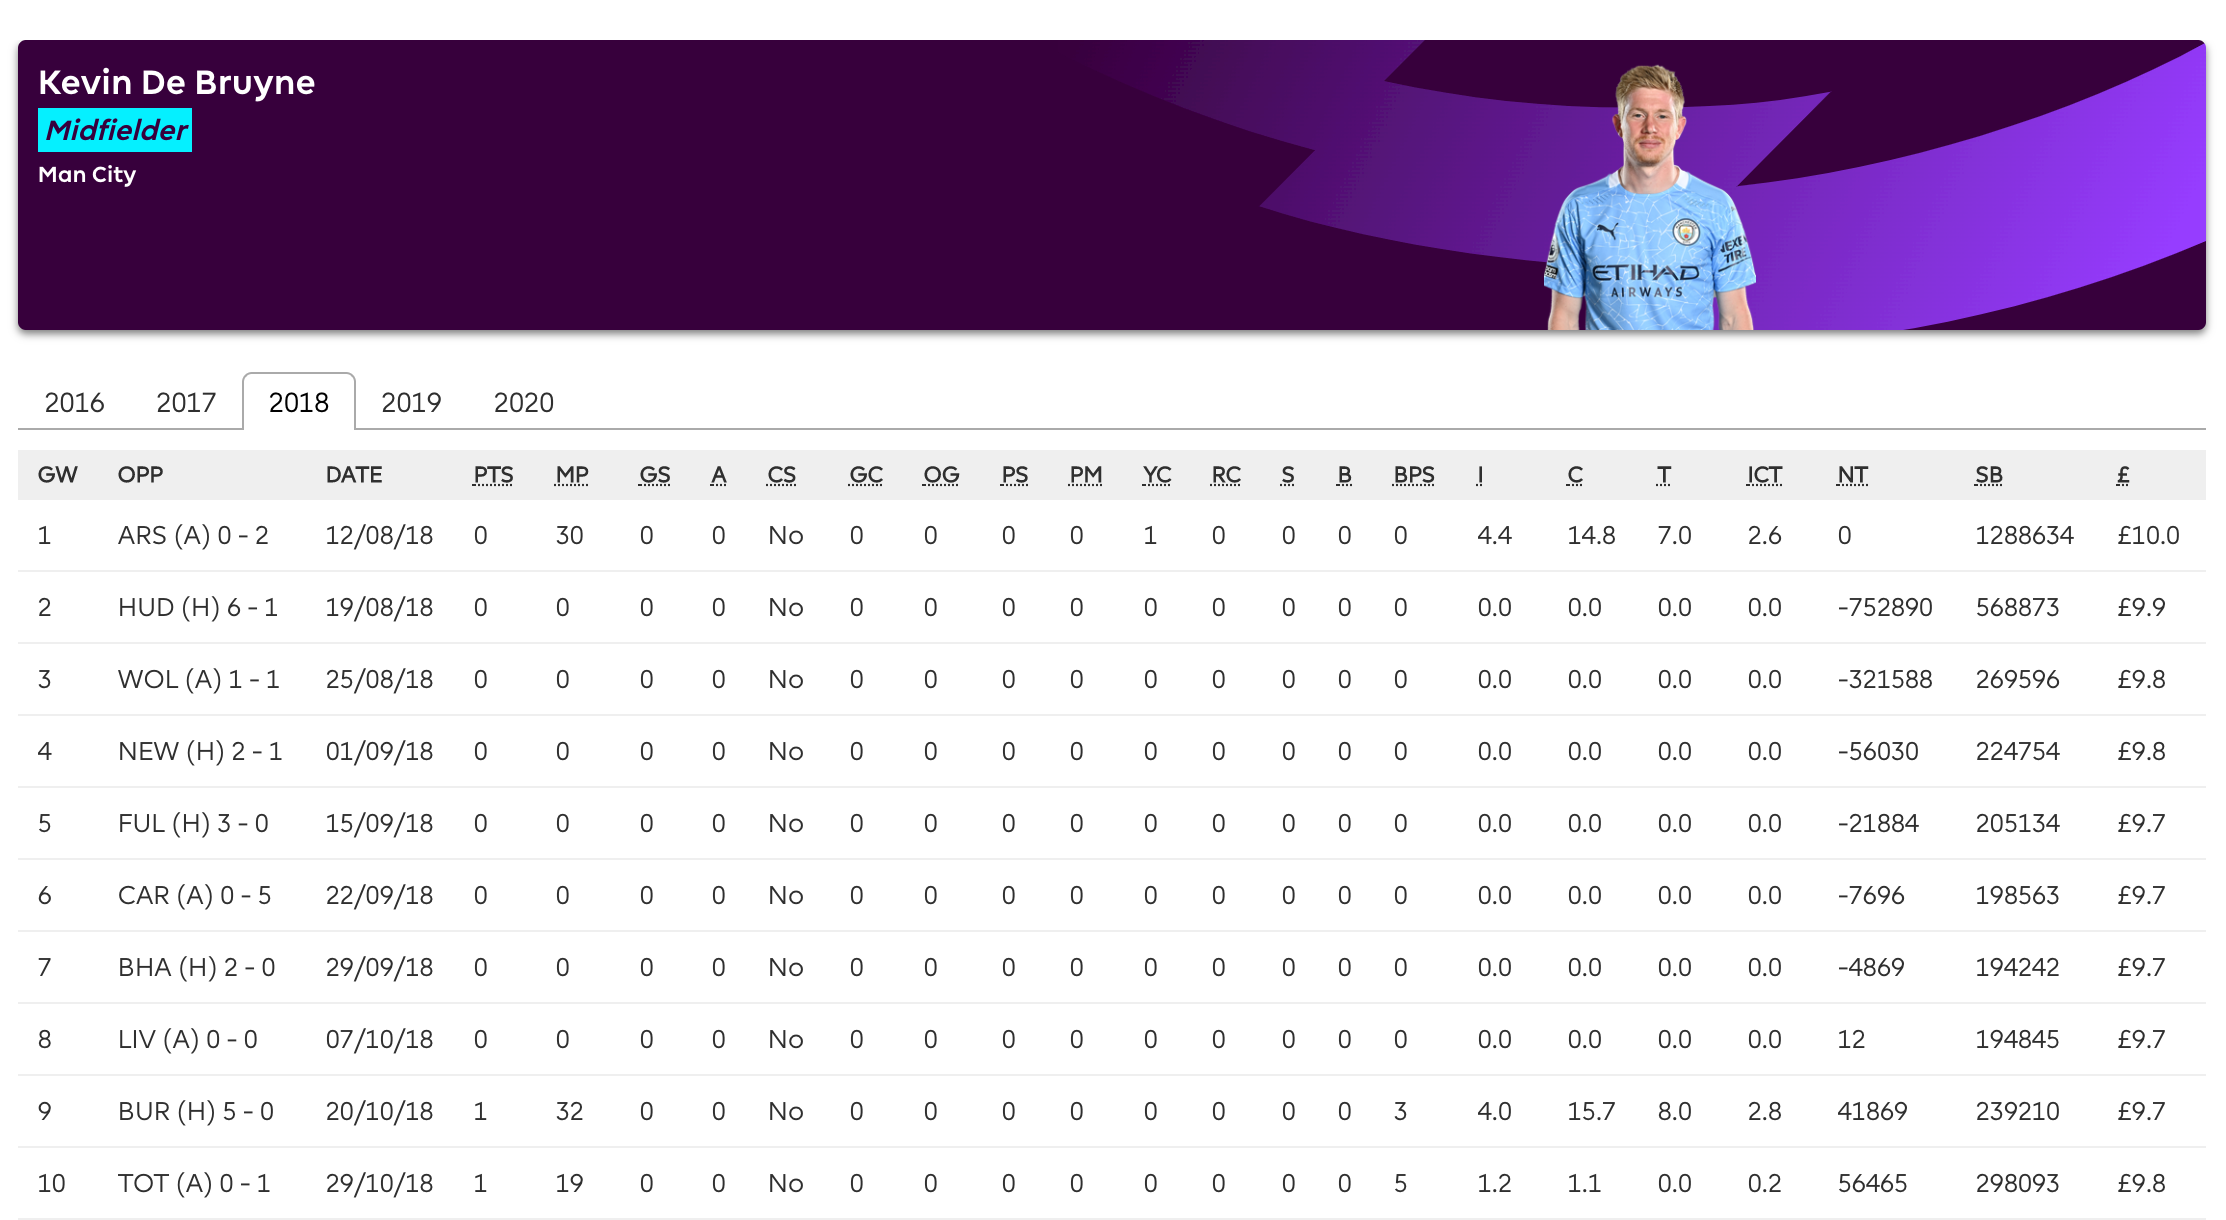 Kevin De Bruyne
Midfielder
Man City
NEXEN
TIRE
ETIHAD
AIRWAYS
2016 2017 2018 2019 2020
GW OPP DATE PTS MP GS A CS GC OG PS PM YC RC S B BPS I C T ICT NT SB £
1 ARS (A) 0 - 2 12/08/18 0 30 0 0 No 0 0 0 0 1 0 0 0 0 4.4 14.8 7.0 2.6 0 1288634 £10.0
2 HUD (H) 6 - 1 19/08/18 0 0 0 0 No 0 0 0 0 0 0 0 0 0 0.0 0.0 0.0 0.0 -752890 568873 £9.9
3 WOL (A) 1 - 1 25/08/18 0 0 0 0 No 0 0 0 0 0 0 0 0 0 0.0 0.0 0.0 0.0 -321588 269596 £9.8
4 NEW (H) 2 - 1 01/09/18 0 0 0 0 No 0 0 0 0 0 0 0 0 0 0.0 0.0 0.0 0.0 -56030 224754 £9.8
5 FUL (H) 3 - 0 15/09/18 0 0 0 0 No 0 0 0 0 0 0 0 0 0 0.0 0.0 0.0 0.0 -21884 205134 £9.7
6 CAR (A) 0 - 5 22/09/18 0 0 0 0 No 0 0 0 0 0 0 0 0 0 0.0 0.0 0.0 0.0 -7696 198563 £9.7
7 BHA (H) 2 - 0 29/09/18 0 0 0 0 No 0 0 0 0 0 0 0 0 0 0.0 0.0 0.0 0.0 -4869 194242 £9.7
8 LIV (A) 0 - 0 07/10/18 0 0 0 0 No 0 0 0 0 0 0 0 0 0 0.0 0.0 0.0 0.0 12 194845 £9.7
9 BUR (H) 5 - 0 20/10/18 1 32 0 0 No 0 0 0 0 0 0 0 0 3 4.0 15.7 8.0 2.8 41869 239210 £9.7
10 TOT (A) 0 - 1 29/10/18 1 19 0 0 No 0 0 0 0 0 0 0 0 5 1.2 1.1 0.0 0.2 56465 298093 £9.8